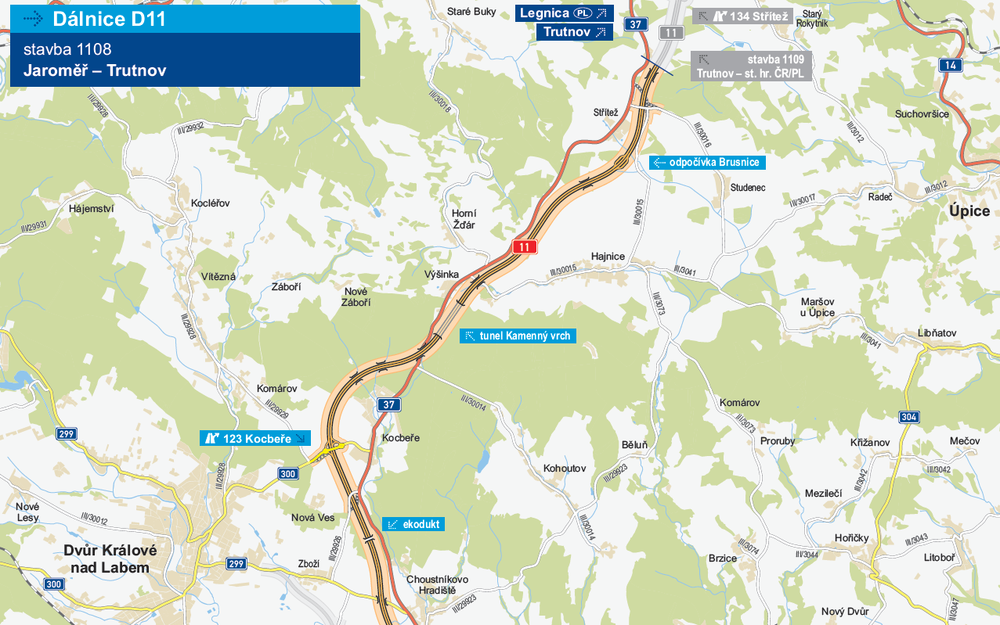 Dálnice D11
stavba 1108
Jaroměř – Trutnov
Staré Buky
Legnica PL
Trutnov
37
11
134 Střítež
Starý
Rokytník
stavba 1109
Trutnov – st. hr. ČR/PL
14
III/29928
III/29932
III/30018
Střítež
III/30016
III/3012
Suchovršice
odpočívka Brusnice
Hájemství
Kocléřov
III/29931
Horní
Žďár
III/30015
Studenec
III/30017
Radeč
III/3012
Úpice
11
Vítězná
Výšinka
III/30015
Hajnice
III/3041
Záboří
Nové
Záboří
III/29928
III/3073
Maršov
u Úpice
tunel Kamenný vrch
III/3041
Libňatov
Komárov
III/29929
37
III/30014
Komárov
III/3073
304
299
123 Kocbeře
Kocbeře
Běluň
Proruby
Křižanov
Mečov
300
III/29928
Kohoutov
III/29923
III/3042
III/3042
Nové
Lesy
III/30012
Nová Ves
ekodukt
III/30014
Mezilečí
Dvůr Králové
nad Labem
III/29926
299
Zboží
Brzice
III/3074
III/3044
Hořičky
III/3043
Litoboř
300
Choustníkovo
Hradiště
III/29923
Nový Dvůr
III/3047